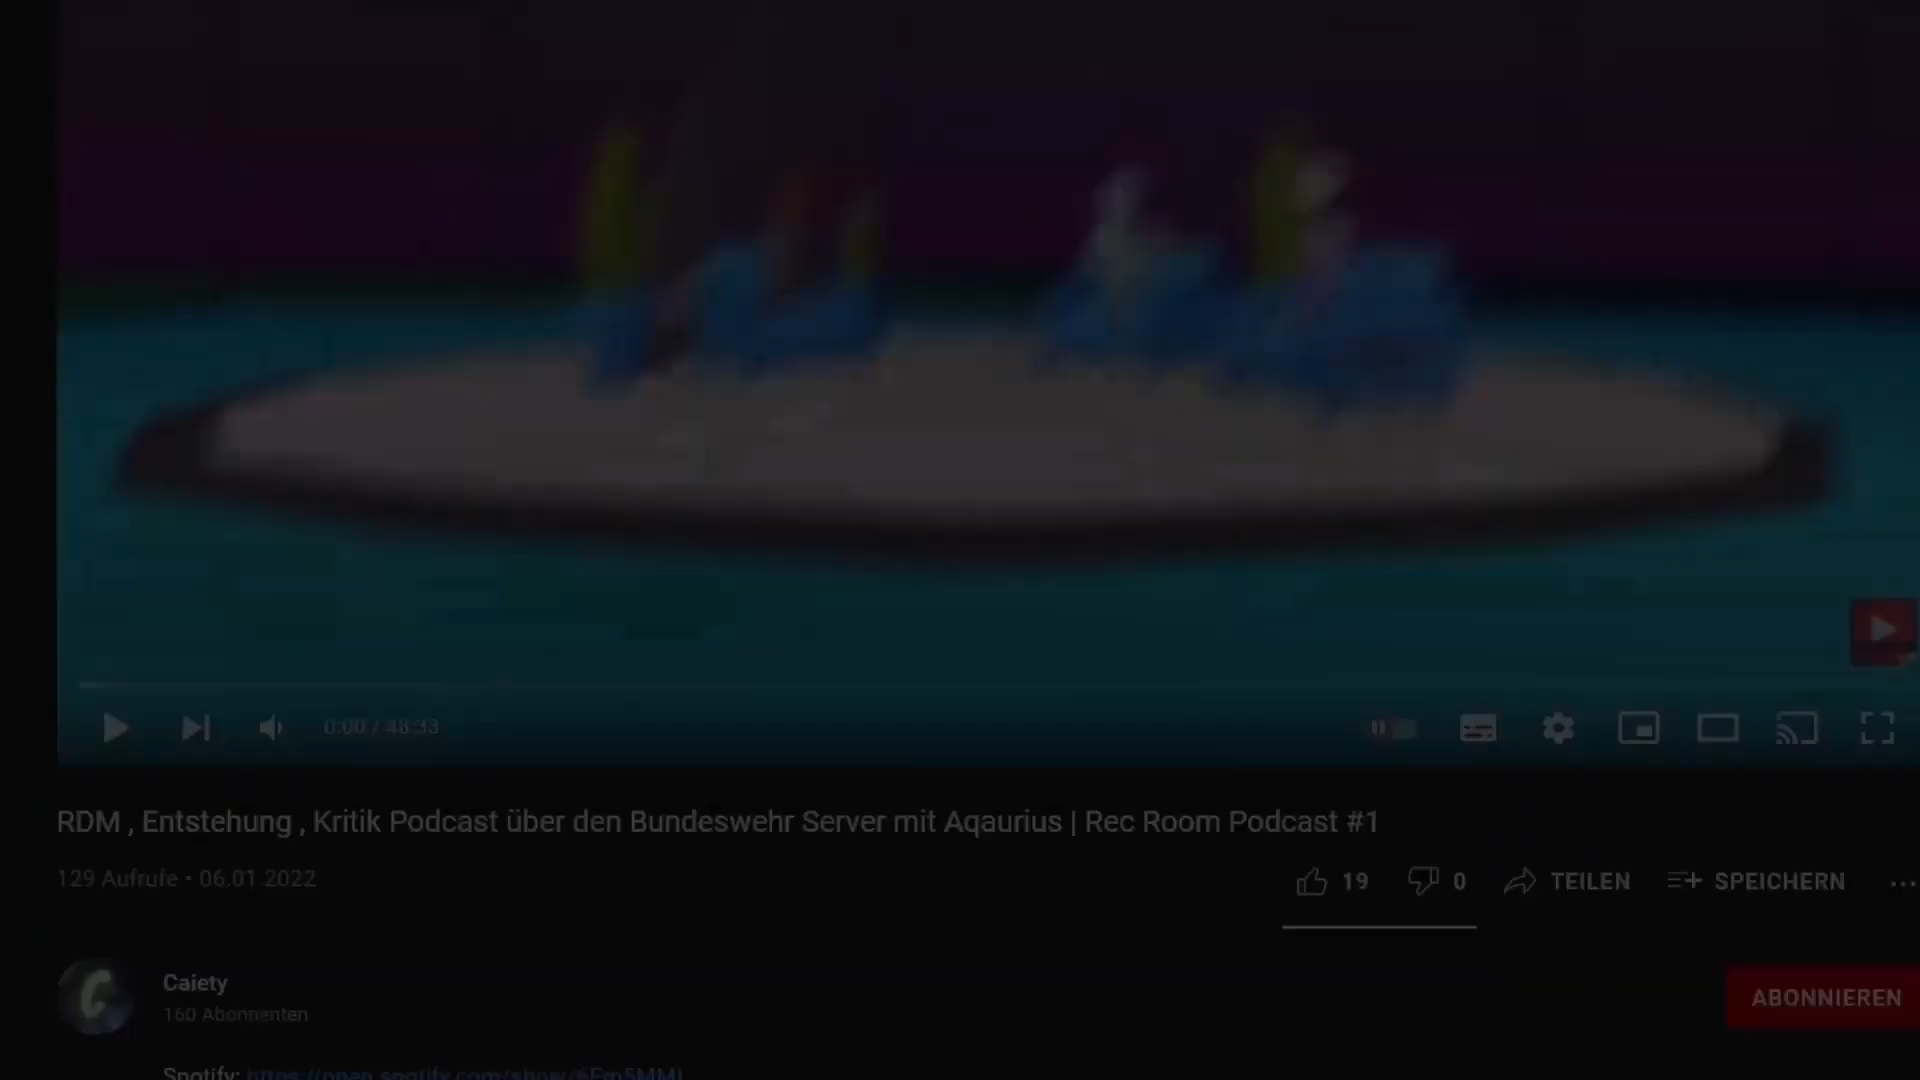 0:00 / 48:33
RDM , Entstehung , Kritik Podcast über den Bundeswehr Server mit Aqaurius | Rec Room Podcast #1
129 Aufrufe • 06.01.2022
19 0 TEILEN SPEICHERN ...
Caiety
160 Abonnenten
ABONNIEREN
Spotify: